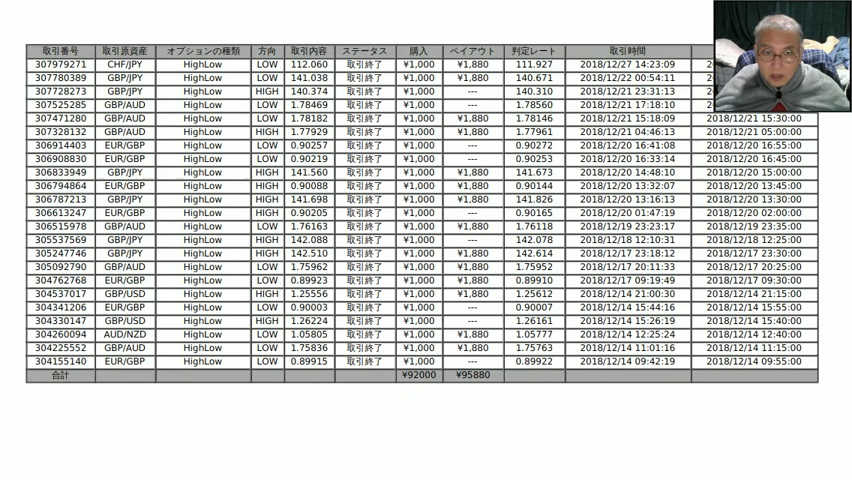 取引番号 取引原資産 オプションの種類 方向 取引内容 ステータス 購入 ペイアウト 判定レート 取引時間
307979271 CHF/JPY HighLow LOW 112.060 取引終了 ¥1,000 ¥1,880 111.927 2018/12/27 14:23:09
307780389 GBP/JPY HighLow LOW 141.038 取引終了 ¥1,000 ¥1,880 140.671 2018/12/22 00:54:11
307728273 GBP/JPY HighLow HIGH 140.374 取引終了 ¥1,000 --- 140.310 2018/12/21 23:31:13
307525285 GBP/AUD HighLow LOW 1.78469 取引終了 ¥1,000 --- 1.78560 2018/12/21 17:18:10
307471280 GBP/AUD HighLow LOW 1.78182 取引終了 ¥1,000 ¥1,880 1.78146 2018/12/21 15:18:09 2018/12/21 15:30:00
307328132 GBP/AUD HighLow HIGH 1.77929 取引終了 ¥1,000 ¥1,880 1.77961 2018/12/21 04:46:13 2018/12/21 05:00:00
306914403 EUR/GBP HighLow LOW 0.90257 取引終了 ¥1,000 --- 0.90272 2018/12/20 16:41:08 2018/12/20 16:55:00
306908830 EUR/GBP HighLow LOW 0.90219 取引終了 ¥1,000 --- 0.90253 2018/12/20 16:33:14 2018/12/20 16:45:00
306833949 GBP/JPY HighLow HIGH 141.560 取引終了 ¥1,000 ¥1,880 141.673 2018/12/20 14:48:10 2018/12/20 15:00:00
306794864 EUR/GBP HighLow HIGH 0.90088 取引終了 ¥1,000 ¥1,880 0.90144 2018/12/20 13:32:07 2018/12/20 13:45:00
306787213 GBP/JPY HighLow HIGH 141.698 取引終了 ¥1,000 ¥1,880 141.826 2018/12/20 13:16:13 2018/12/20 13:30:00
306613247 EUR/GBP HighLow HIGH 0.90205 取引終了 ¥1,000 --- 0.90165 2018/12/20 01:47:19 2018/12/20 02:00:00
306515978 GBP/AUD HighLow LOW 1.76163 取引終了 ¥1,000 ¥1,880 1.76118 2018/12/19 23:23:17 2018/12/19 23:35:00
305537569 GBP/JPY HighLow HIGH 142.088 取引終了 ¥1,000 --- 142.078 2018/12/18 12:10:31 2018/12/18 12:25:00
305247746 GBP/JPY HighLow HIGH 142.510 取引終了 ¥1,000 ¥1,880 142.614 2018/12/17 23:18:12 2018/12/17 23:30:00
305092790 GBP/AUD HighLow LOW 1.75962 取引終了 ¥1,000 ¥1,880 1.75952 2018/12/17 20:11:33 2018/12/17 20:25:00
304762768 EUR/GBP HighLow LOW 0.89923 取引終了 ¥1,000 ¥1,880 0.89910 2018/12/17 09:19:49 2018/12/17 09:30:00
304537017 GBP/USD HighLow HIGH 1.25556 取引終了 ¥1,000 ¥1,880 1.25612 2018/12/14 21:00:30 2018/12/14 21:15:00
304341206 EUR/GBP HighLow LOW 0.90003 取引終了 ¥1,000 --- 0.90007 2018/12/14 15:44:16 2018/12/14 15:55:00
304330147 GBP/USD HighLow HIGH 1.26224 取引終了 ¥1,000 --- 1.26161 2018/12/14 15:26:19 2018/12/14 15:40:00
304260094 AUD/NZD HighLow LOW 1.05805 取引終了 ¥1,000 ¥1,880 1.05777 2018/12/14 12:25:24 2018/12/14 12:40:00
304225552 GBP/AUD HighLow LOW 1.75836 取引終了 ¥1,000 ¥1,880 1.75763 2018/12/14 11:01:16 2018/12/14 11:15:00
304155140 EUR/GBP HighLow LOW 0.89915 取引終了 ¥1,000 --- 0.89922 2018/12/14 09:42:19 2018/12/14 09:55:00
合計 ¥92000 ¥95880